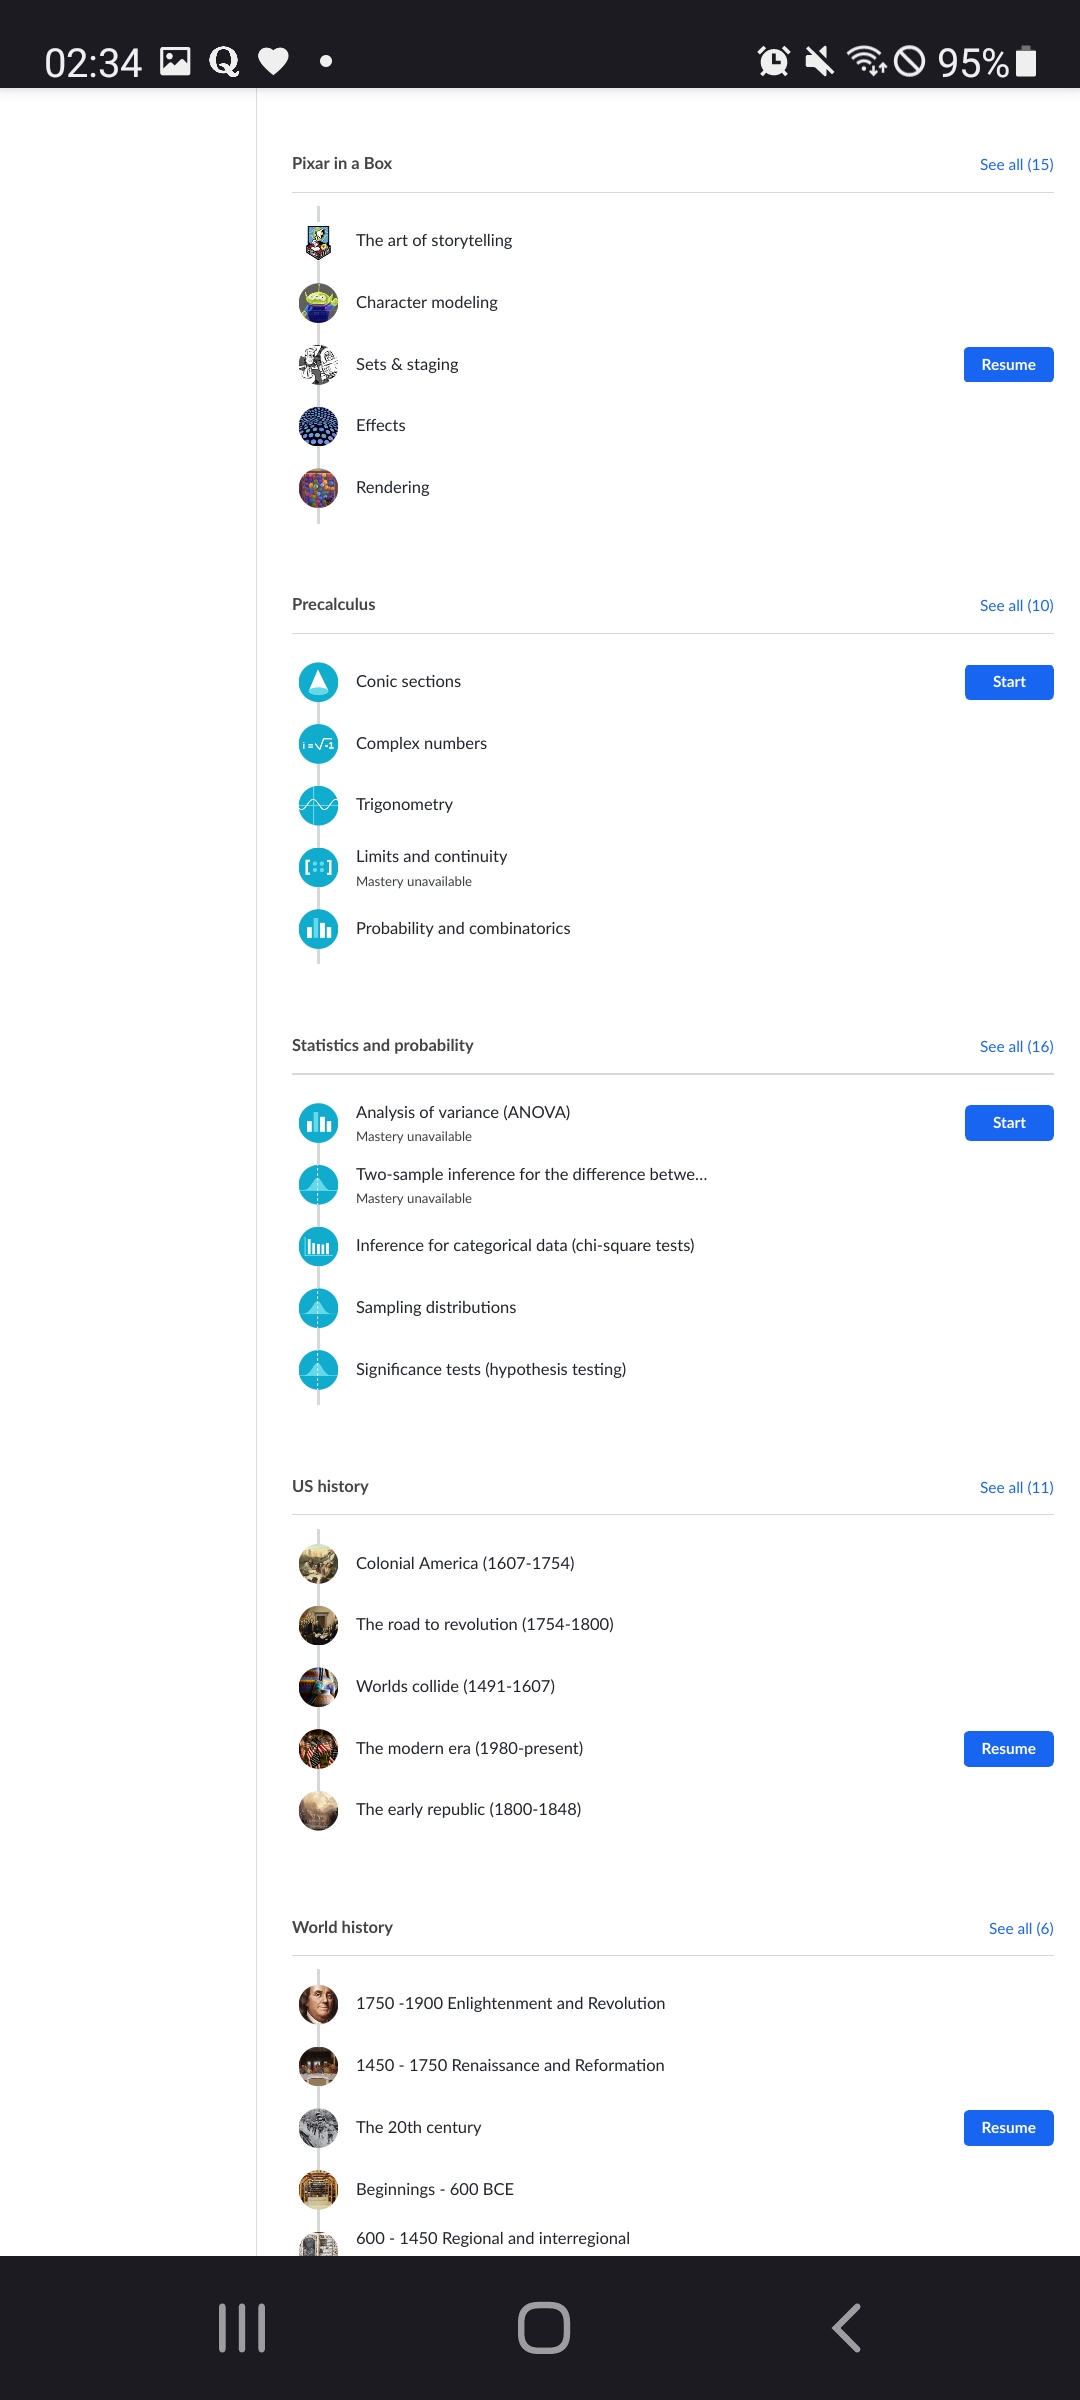 02:34
95%
Pixar in a Box
See all (15)
The art of storytelling
Character modeling
Sets & staging
Resume
Effects
Rendering
Precalculus
See all (10)
Conic sections
Start
i = √-1
Complex numbers
Trigonometry
Limits and continuity
Mastery unavailable
Probability and combinatorics
Statistics and probability
See all (16)
Analysis of variance (ANOVA)
Mastery unavailable
Start
Two-sample inference for the difference betwe...
Mastery unavailable
Inference for categorical data (chi-square tests)
Sampling distributions
Significance tests (hypothesis testing)
US history
See all (11)
Colonial America (1607-1754)
The road to revolution (1754-1800)
Worlds collide (1491-1607)
The modern era (1980-present)
Resume
The early republic (1800-1848)
World history
See all (6)
1750 -1900 Enlightenment and Revolution
1450 - 1750 Renaissance and Reformation
The 20th century
Resume
Beginnings - 600 BCE
600 - 1450 Regional and interregional